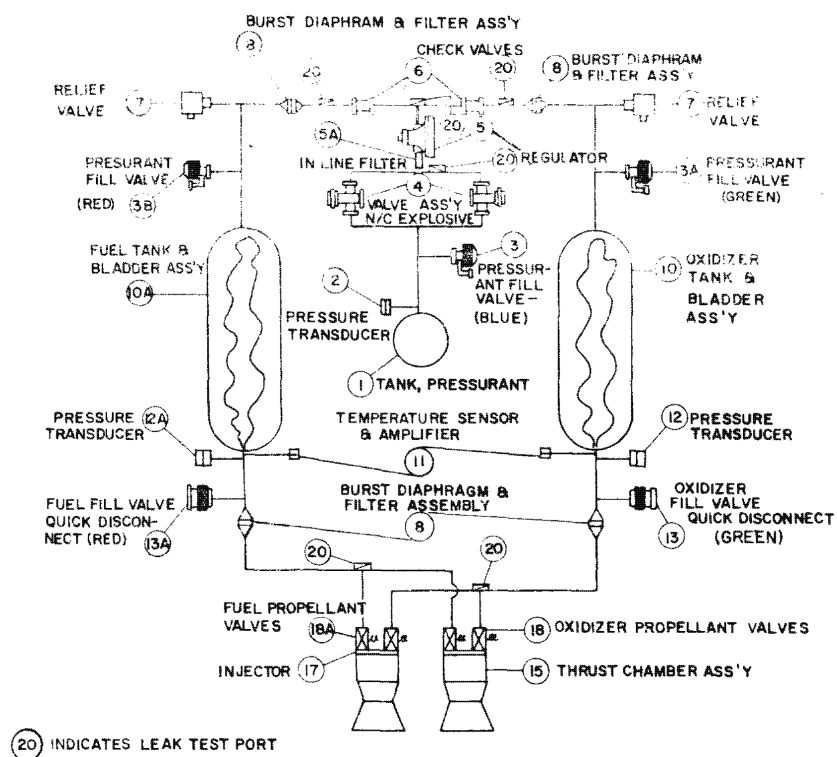 BURST DIAPHRAM & FILTER ASS'Y
8
20
CHECK VALVES
6
20
8
BURST DIAPHRAM
& FILTER ASS'Y
RELIEF
VALVE
7
7
RELIEF
VALVE
5A
20
5
IN LINE FILTER
20
REGULATOR
PRESURANT
FILL VALVE
(RED)
3B
4
VALVE ASS'Y
N/C EXPLOSIVE
3A
PRESSURANT
FILL VALVE
(GREEN)
FUEL TANK &
BLADDER ASS'Y
10A
3
PRESSUR-
ANT FILL
VALVE-
(BLUE)
2
PRESSURE
TRANSDUCER
10
OXIDIZER
TANK &
BLADDER
ASS'Y
1
TANK, PRESSURANT
PRESSURE
TRANSDUCER
12A
TEMPERATURE SENSOR
& AMPLIFIER
11
12
PRESSURE
TRANSDUCER
FUEL FILL VALVE
QUICK DISCON-
NECT (RED)
13A
BURST DIAPHRAGM &
FILTER ASSEMBLY
8
OXIDIZER
FILL VALVE
QUICK DISCONNECT
(GREEN)
13
20
20
FUEL PROPELLANT
VALVES
18A
18
OXIDIZER PROPELLANT VALVES
INJECTOR
17
15
THRUST CHAMBER ASS'Y
20
INDICATES LEAK TEST PORT